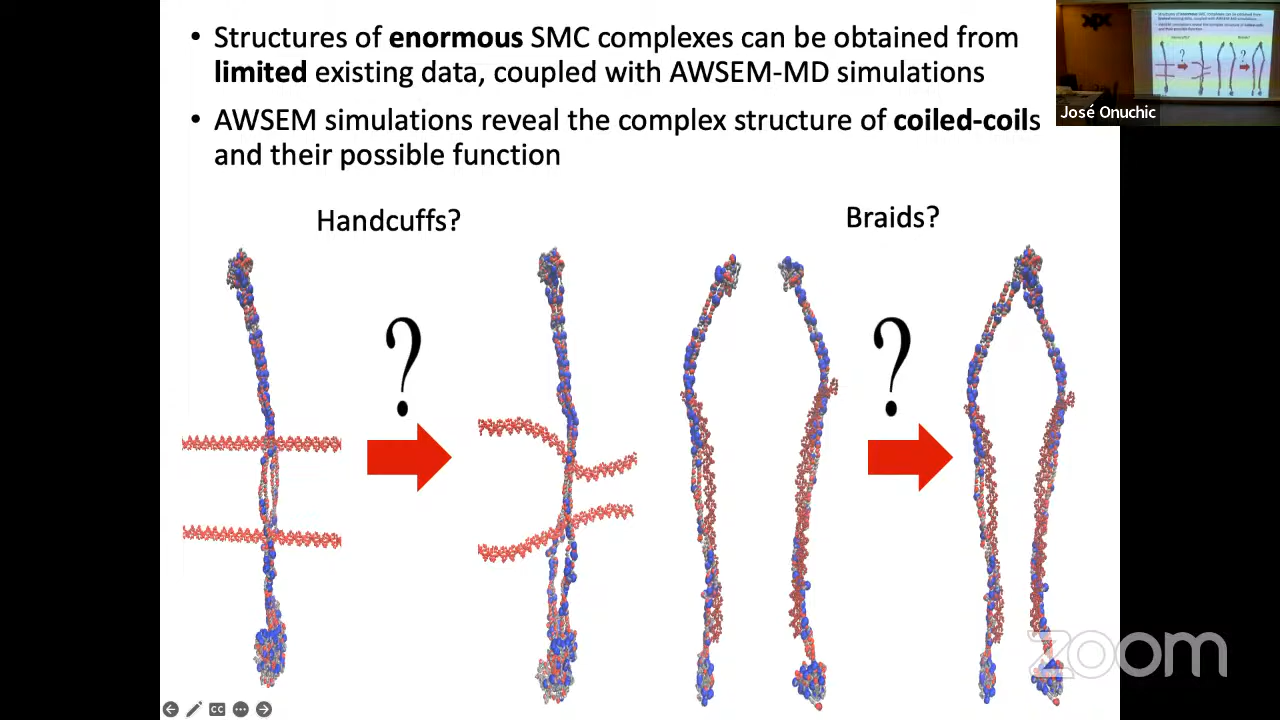 • Structures of enormous SMC complexes can be obtained from
limited existing data, coupled with AWSEM-MD simulations
• AWSEM simulations reveal the complex structure of coiled-coils
and their possible function
Handcuffs?
Braids?
?
?
José Onuchic
CC
zoom